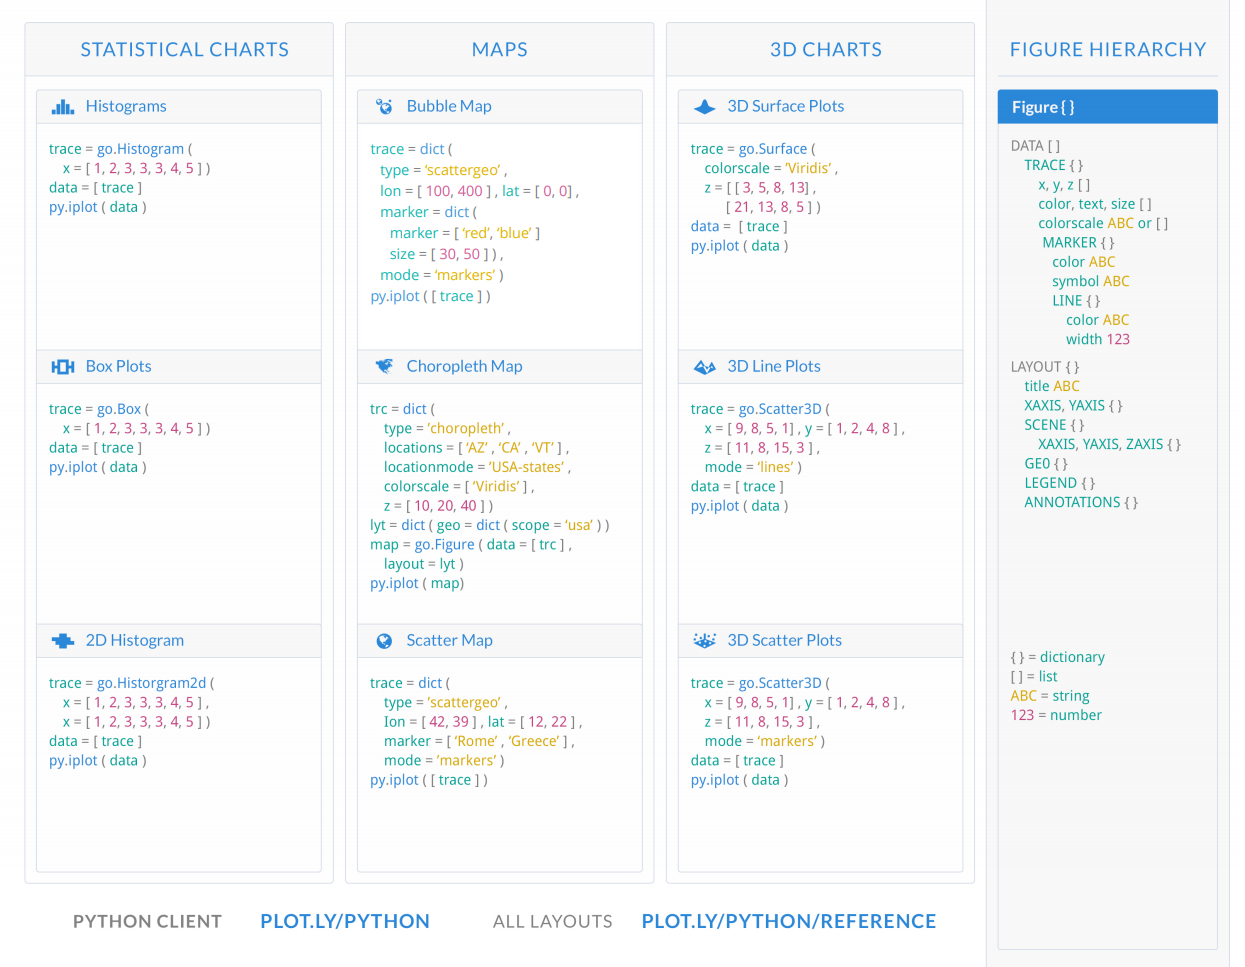 STATISTICAL CHARTS
Histograms
trace = go.Histogram (
x = [ 1, 2, 3, 3, 3, 4, 5 ] )
data = [ trace ]
py.iplot ( data )
Box Plots
trace = go.Box (
x = [ 1, 2, 3, 3, 3, 4, 5 ] )
data = [ trace ]
py.iplot ( data )
2D Histogram
trace = go.Historgram2d (
x = [ 1, 2, 3, 3, 3, 4, 5 ] ,
x = [ 1, 2, 3, 3, 3, 4, 5 ] )
data = [ trace ]
py.iplot ( data )
MAPS
Bubble Map
trace = dict (
type = ‘scattergeo’ ,
lon = [ 100, 400 ] , lat = [ 0, 0] ,
marker = dict (
marker = [ ‘red’, ‘blue’ ]
size = [ 30, 50 ] ) ,
mode = ‘markers’ )
py.iplot ( [ trace ] )
Choropleth Map
trc = dict (
type = ‘choropleth’ ,
locations = [ ‘AZ’ , ‘CA’ , ‘VT’ ] ,
locationmode = ‘USA-states’ ,
colorscale = [ ‘Viridis’ ] ,
z = [ 10, 20, 40 ] )
lyt = dict ( geo = dict ( scope = ‘usa’ ) )
map = go.Figure ( data = [ trc ] ,
layout = lyt )
py.iplot ( map)
Scatter Map
trace = dict (
type = ‘scattergeo’ ,
lon = [ 42, 39 ] , lat = [ 12, 22 ] ,
marker = [ ‘Rome’ , ‘Greece’ ] ,
mode = ‘markers’ )
py.iplot ( [ trace ] )
3D CHARTS
3D Surface Plots
trace = go.Surface (
colorscale = ‘Viridis’ ,
z = [ [ 3, 5, 8, 13] ,
[ 21, 13, 8, 5 ] )
data = [ trace ]
py.iplot ( data )
3D Line Plots
trace = go.Scatter3D (
x = [ 9, 8, 5, 1] , y = [ 1, 2, 4, 8 ] ,
z = [ 11, 8, 15, 3 ] ,
mode = ‘lines’ )
data = [ trace ]
py.iplot ( data )
3D Scatter Plots
trace = go.Scatter3D (
x = [ 9, 8, 5, 1] , y = [ 1, 2, 4, 8 ] ,
z = [ 11, 8, 15, 3 ] ,
mode = ‘markers’ )
data = [ trace ]
py.iplot ( data )
FIGURE HIERARCHY
Figure { }
DATA [ ]
TRACE { }
x, y, z [ ]
color, text, size [ ]
colorscale ABC or [ ]
MARKER { }
color ABC
symbol ABC
LINE { }
color ABC
width 123
LAYOUT { }
title ABC
XAXIS, YAXIS { }
SCENE { }
XAXIS, YAXIS, ZAXIS { }
GE0 { }
LEGEND { }
ANNOTATIONS { }
{ } = dictionary
[ ] = list
ABC = string
123 = number
PYTHON CLIENT PLOT.LY/PYTHON ALL LAYOUTS PLOT.LY/PYTHON/REFERENCE